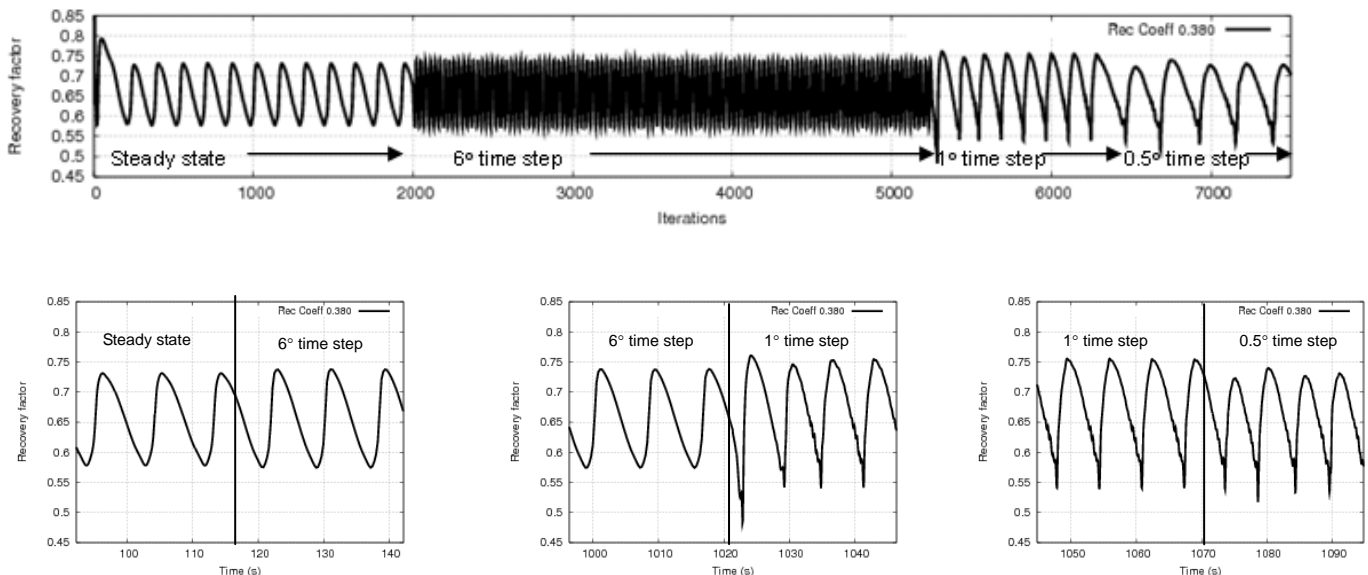 0.85
0.8
0.75
0.7
0.65
0.6
0.55
0.5
0.45
Recovery factor
Rec Coeff 0.380
Steady state
6° time step
1° time step
0.5° time step
0 1000 2000 3000 4000 5000 6000 7000
Iterations
0.85
0.8
0.75
0.7
0.65
0.6
0.55
0.5
0.45
Recovery factor
Rec Coeff 0.380
Steady state
6° time step
100 110 120 130 140
Time (s)
0.85
0.8
0.75
0.7
0.65
0.6
0.55
0.5
0.45
Recovery factor
Rec Coeff 0.380
6° time step
1° time step
1000 1010 1020 1030 1040
Time (s)
0.85
0.8
0.75
0.7
0.65
0.6
0.55
0.5
0.45
Recovery factor
Rec Coeff 0.380
1° time step
0.5° time step
1050 1060 1070 1080 1090
Time (s)